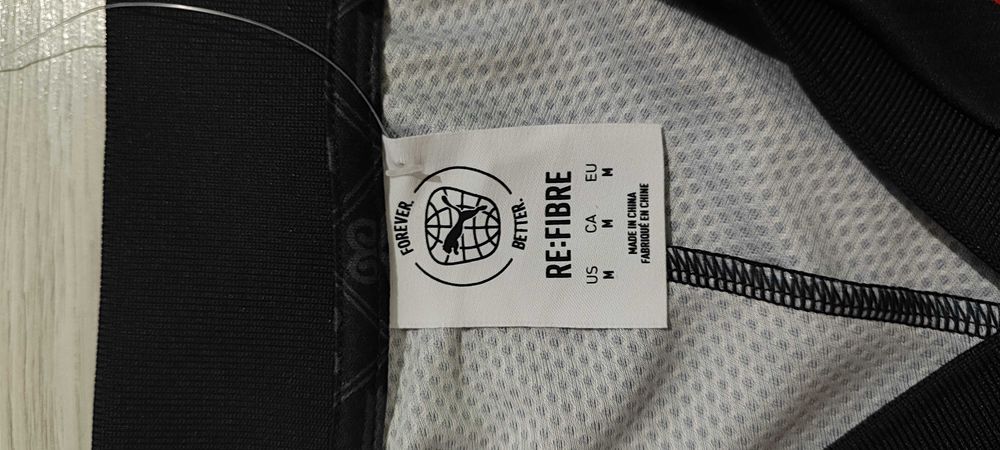 FOREVER.
BETTER.
RE:FIBRE
US CA EU
M M M
MADE IN CHINA
FABRIQUÉ EN CHINE